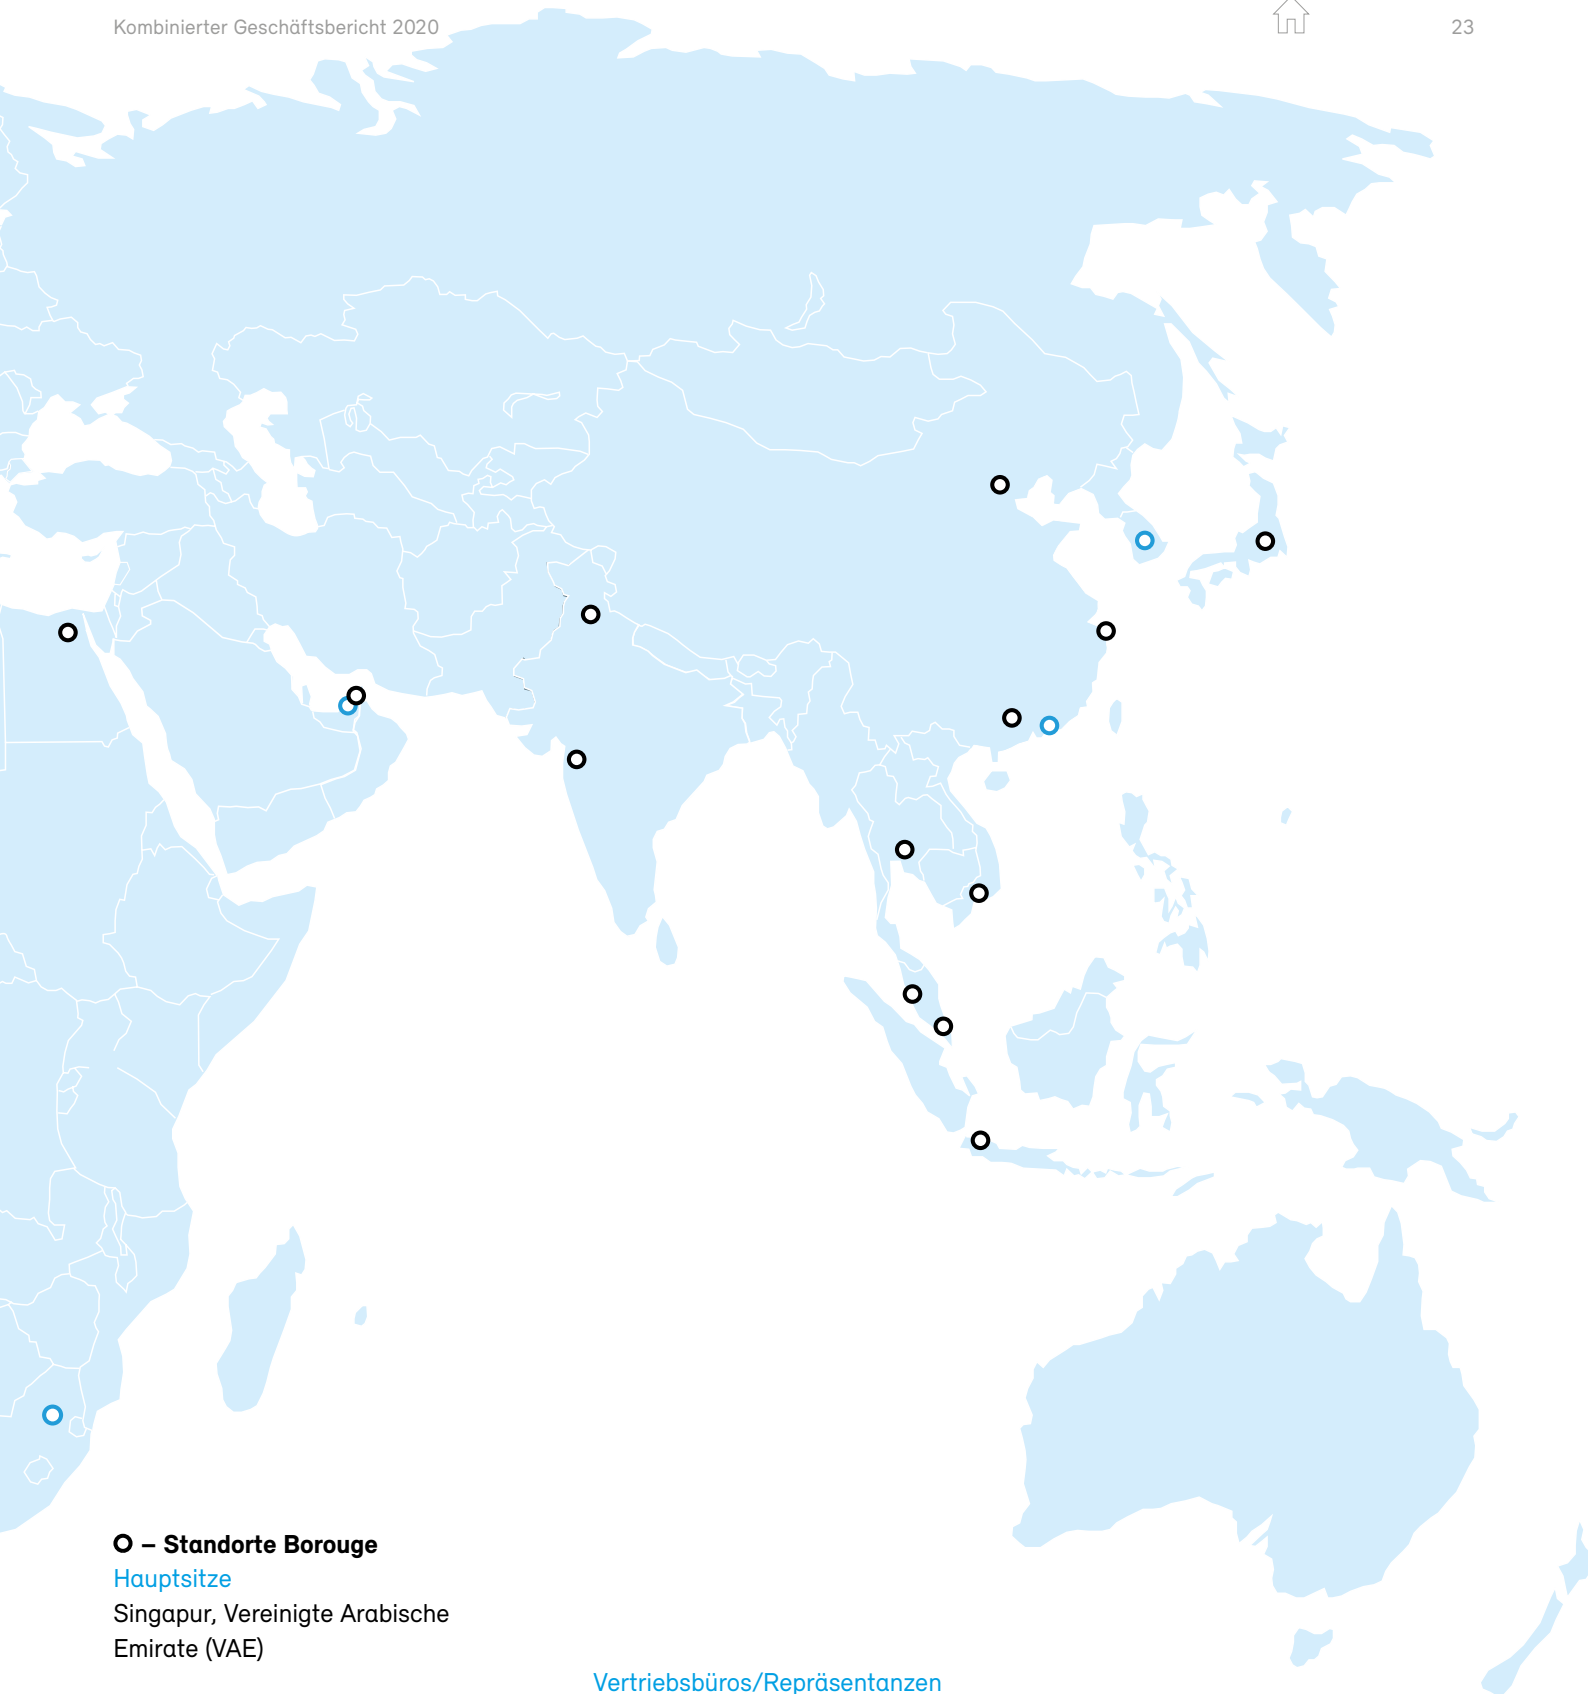 Kombinierter Geschäftsbericht 2020
23
– Standorte Borouge
Hauptsitze
Singapur, Vereinigte Arabische
Emirate (VAE)
Vertriebsbüros/Repräsentanzen